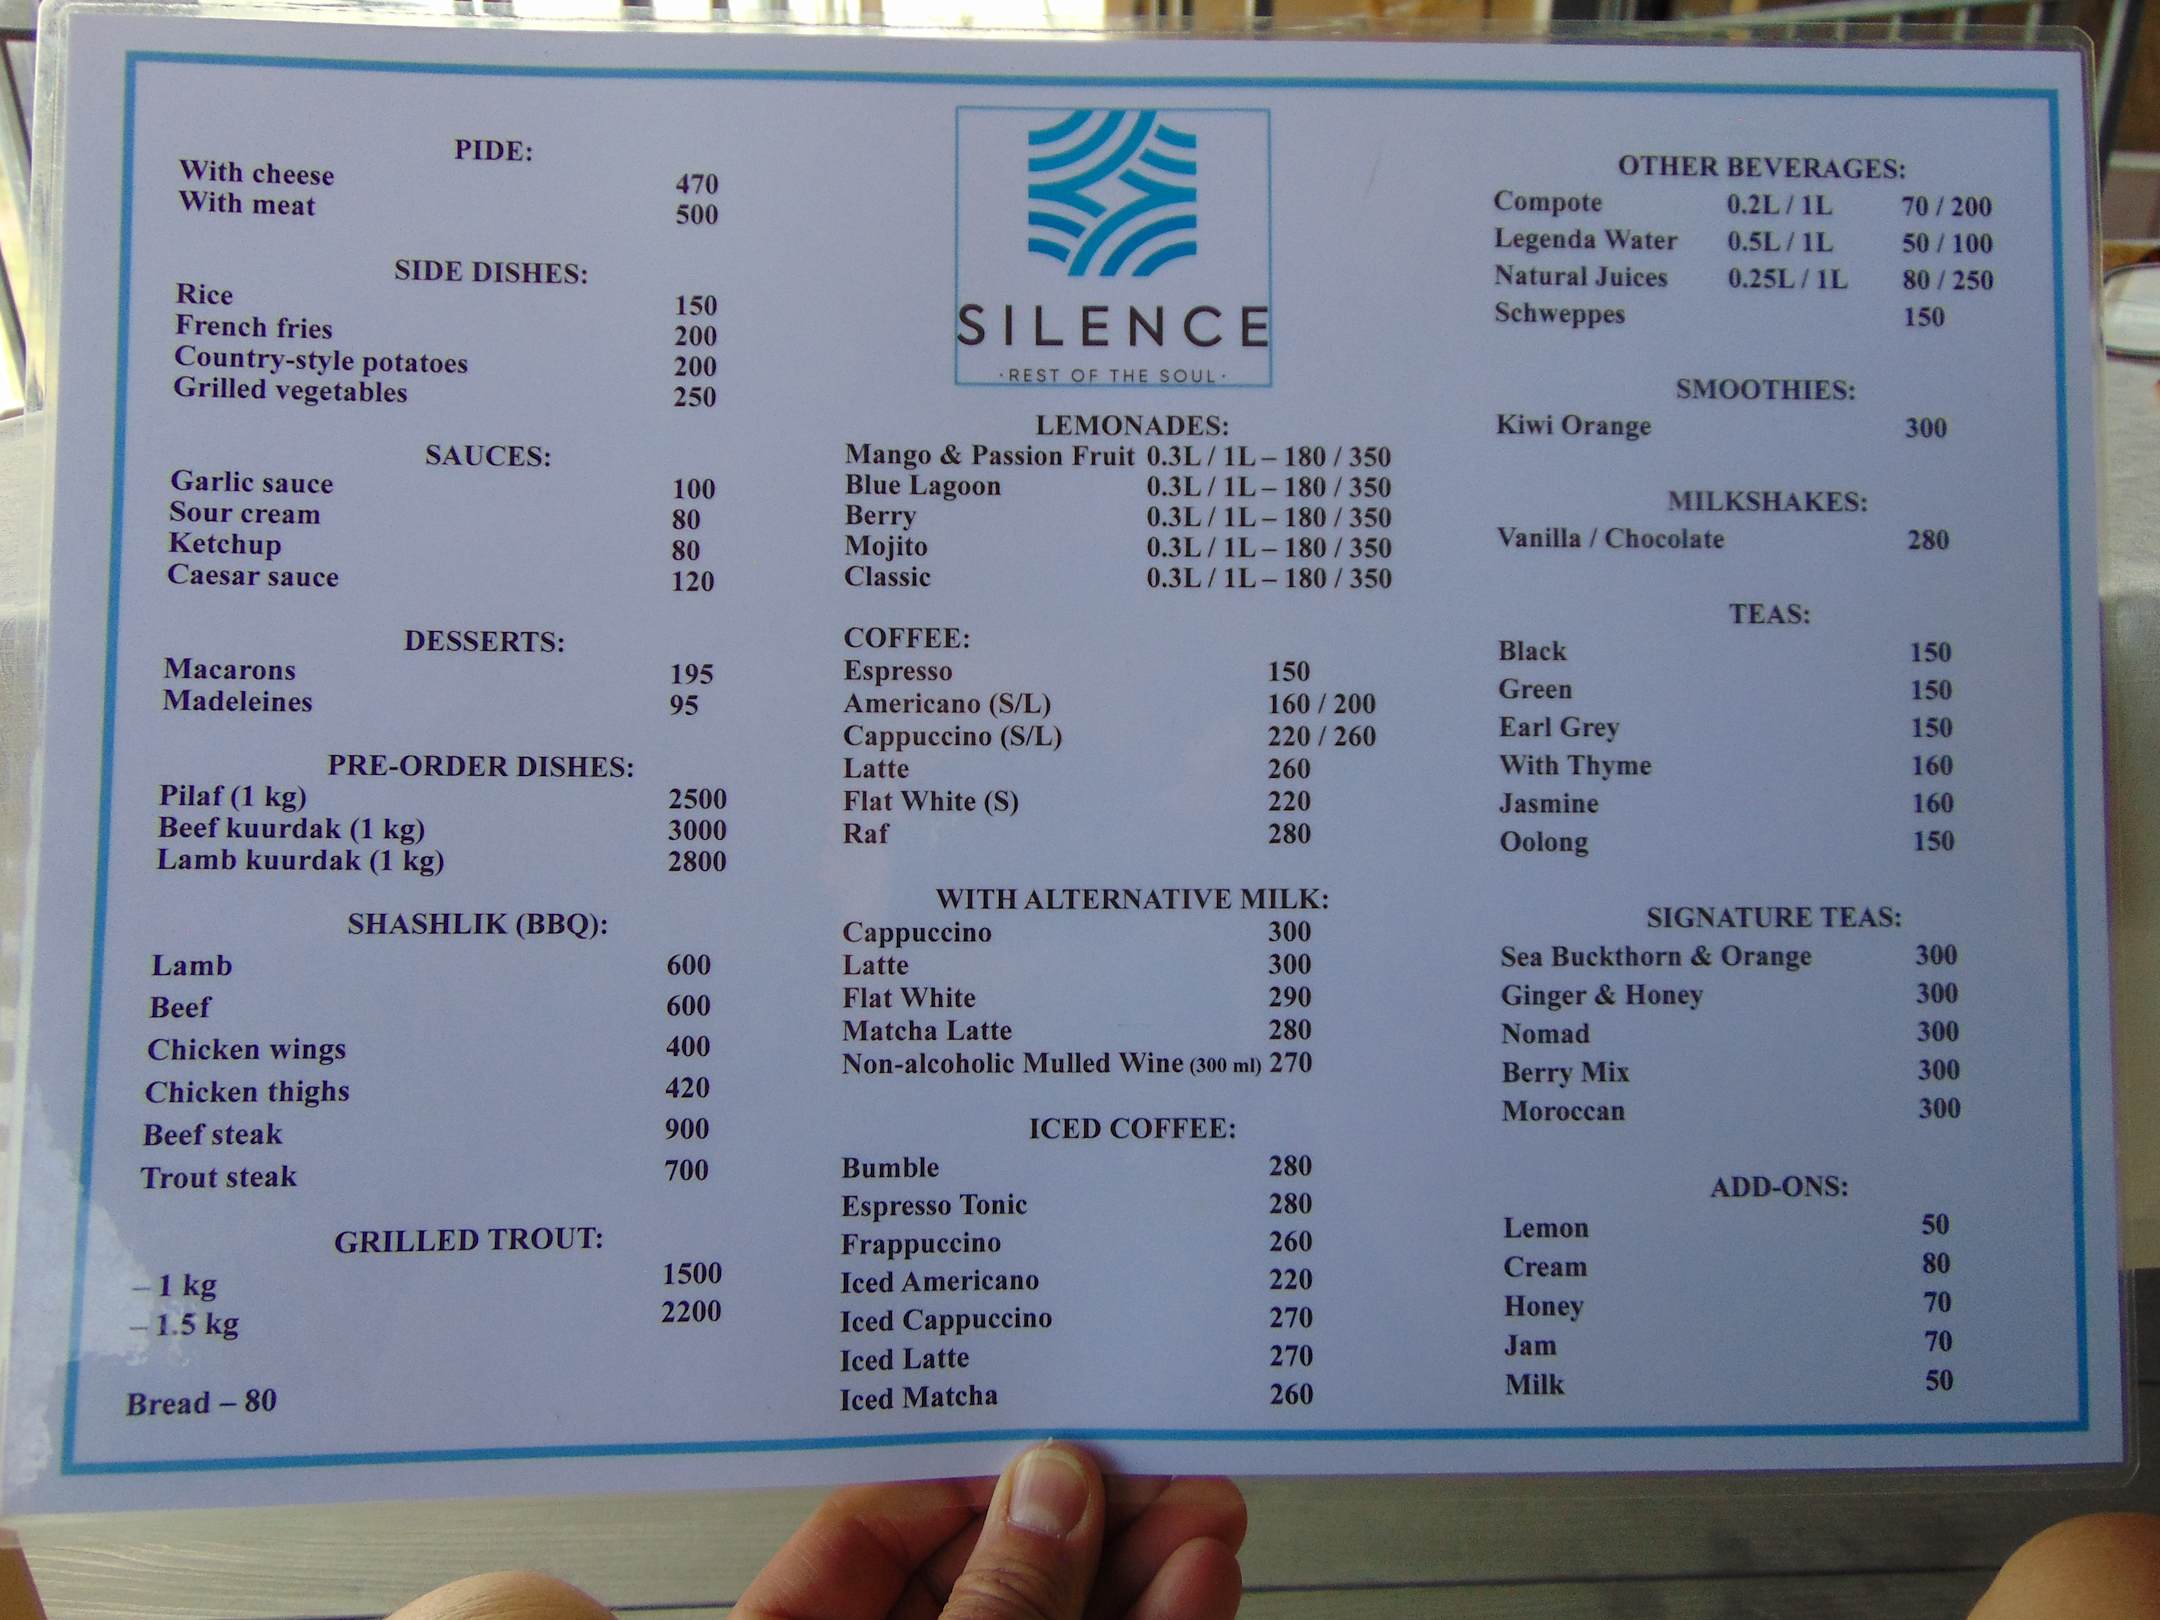 PIDE:
With cheese 470
With meat 500
SIDE DISHES:
Rice 150
French fries 200
Country-style potatoes 200
Grilled vegetables 250
SAUCES:
Garlic sauce 100
Sour cream 80
Ketchup 80
Caesar sauce 120
DESSERTS:
Macarons 195
Madeleines 95
PRE-ORDER DISHES:
Pilaf (1 kg) 2500
Beef kuurdak (1 kg) 3000
Lamb kuurdak (1 kg) 2800
SHASHLIK (BBQ):
Lamb 600
Beef 600
Chicken wings 400
Chicken thighs 420
Beef steak 900
Trout steak 700
GRILLED TROUT:
– 1 kg 1500
– 1.5 kg 2200
Bread – 80
SILENCE
·REST OF THE SOUL·
LEMONADES:
Mango & Passion Fruit 0.3L / 1L – 180 / 350
Blue Lagoon 0.3L / 1L – 180 / 350
Berry 0.3L / 1L – 180 / 350
Mojito 0.3L / 1L – 180 / 350
Classic 0.3L / 1L – 180 / 350
COFFEE:
Espresso 150
Americano (S/L) 160 / 200
Cappuccino (S/L) 220 / 260
Latte 260
Flat White (S) 220
Raf 280
WITH ALTERNATIVE MILK:
Cappuccino 300
Latte 300
Flat White 290
Matcha Latte 280
Non-alcoholic Mulled Wine (300 ml) 270
ICED COFFEE:
Bumble 280
Espresso Tonic 280
Frappuccino 260
Iced Americano 220
Iced Cappuccino 270
Iced Latte 270
Iced Matcha 260
OTHER BEVERAGES:
Compote 0.2L / 1L 70 / 200
Legenda Water 0.5L / 1L 50 / 100
Natural Juices 0.25L / 1L 80 / 250
Schweppes 150
SMOOTHIES:
Kiwi Orange 300
MILKSHAKES:
Vanilla / Chocolate 280
TEAS:
Black 150
Green 150
Earl Grey 150
With Thyme 160
Jasmine 160
Oolong 150
SIGNATURE TEAS:
Sea Buckthorn & Orange 300
Ginger & Honey 300
Nomad 300
Berry Mix 300
Moroccan 300
ADD-ONS:
Lemon 50
Cream 80
Honey 70
Jam 70
Milk 50